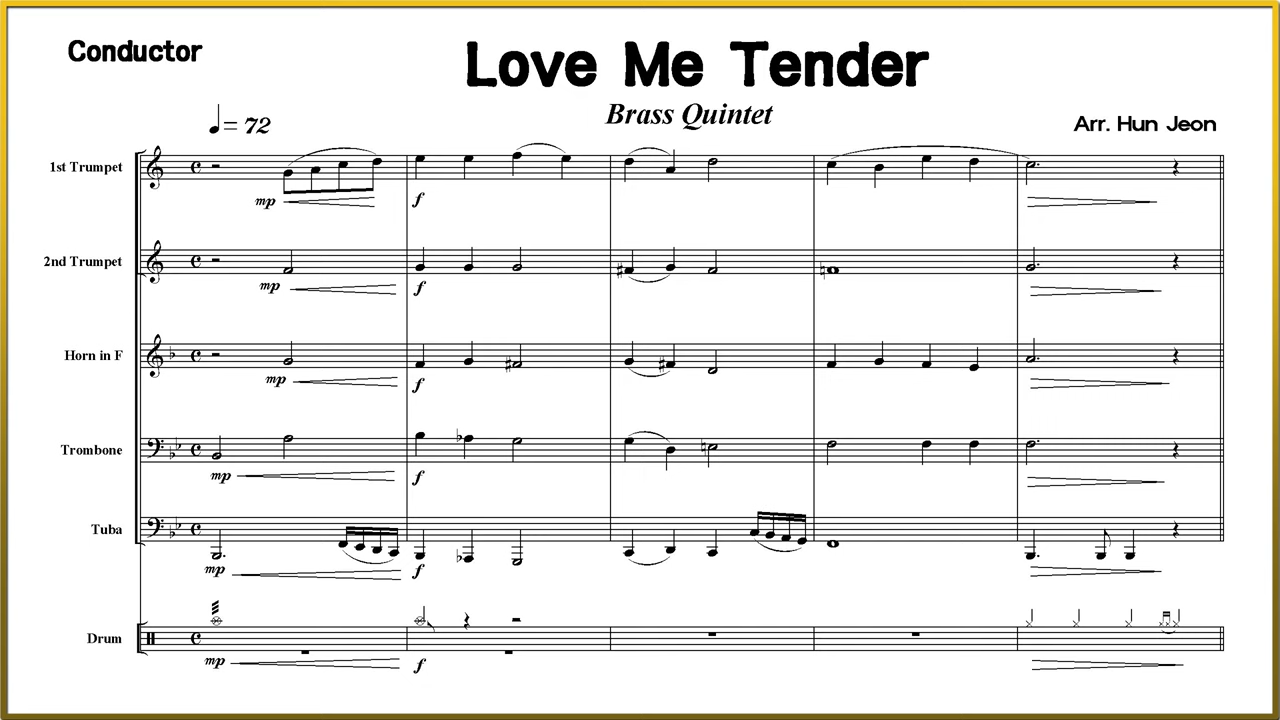 Conductor
Love Me Tender
Brass Quintet
= 72
Arr. Hun Jeon
1st Trumpet
mp
f
2nd Trumpet
mp
f
Horn in F
mp
f
Trombone
mp
f
Tuba
mp
f
Drum
mp
f